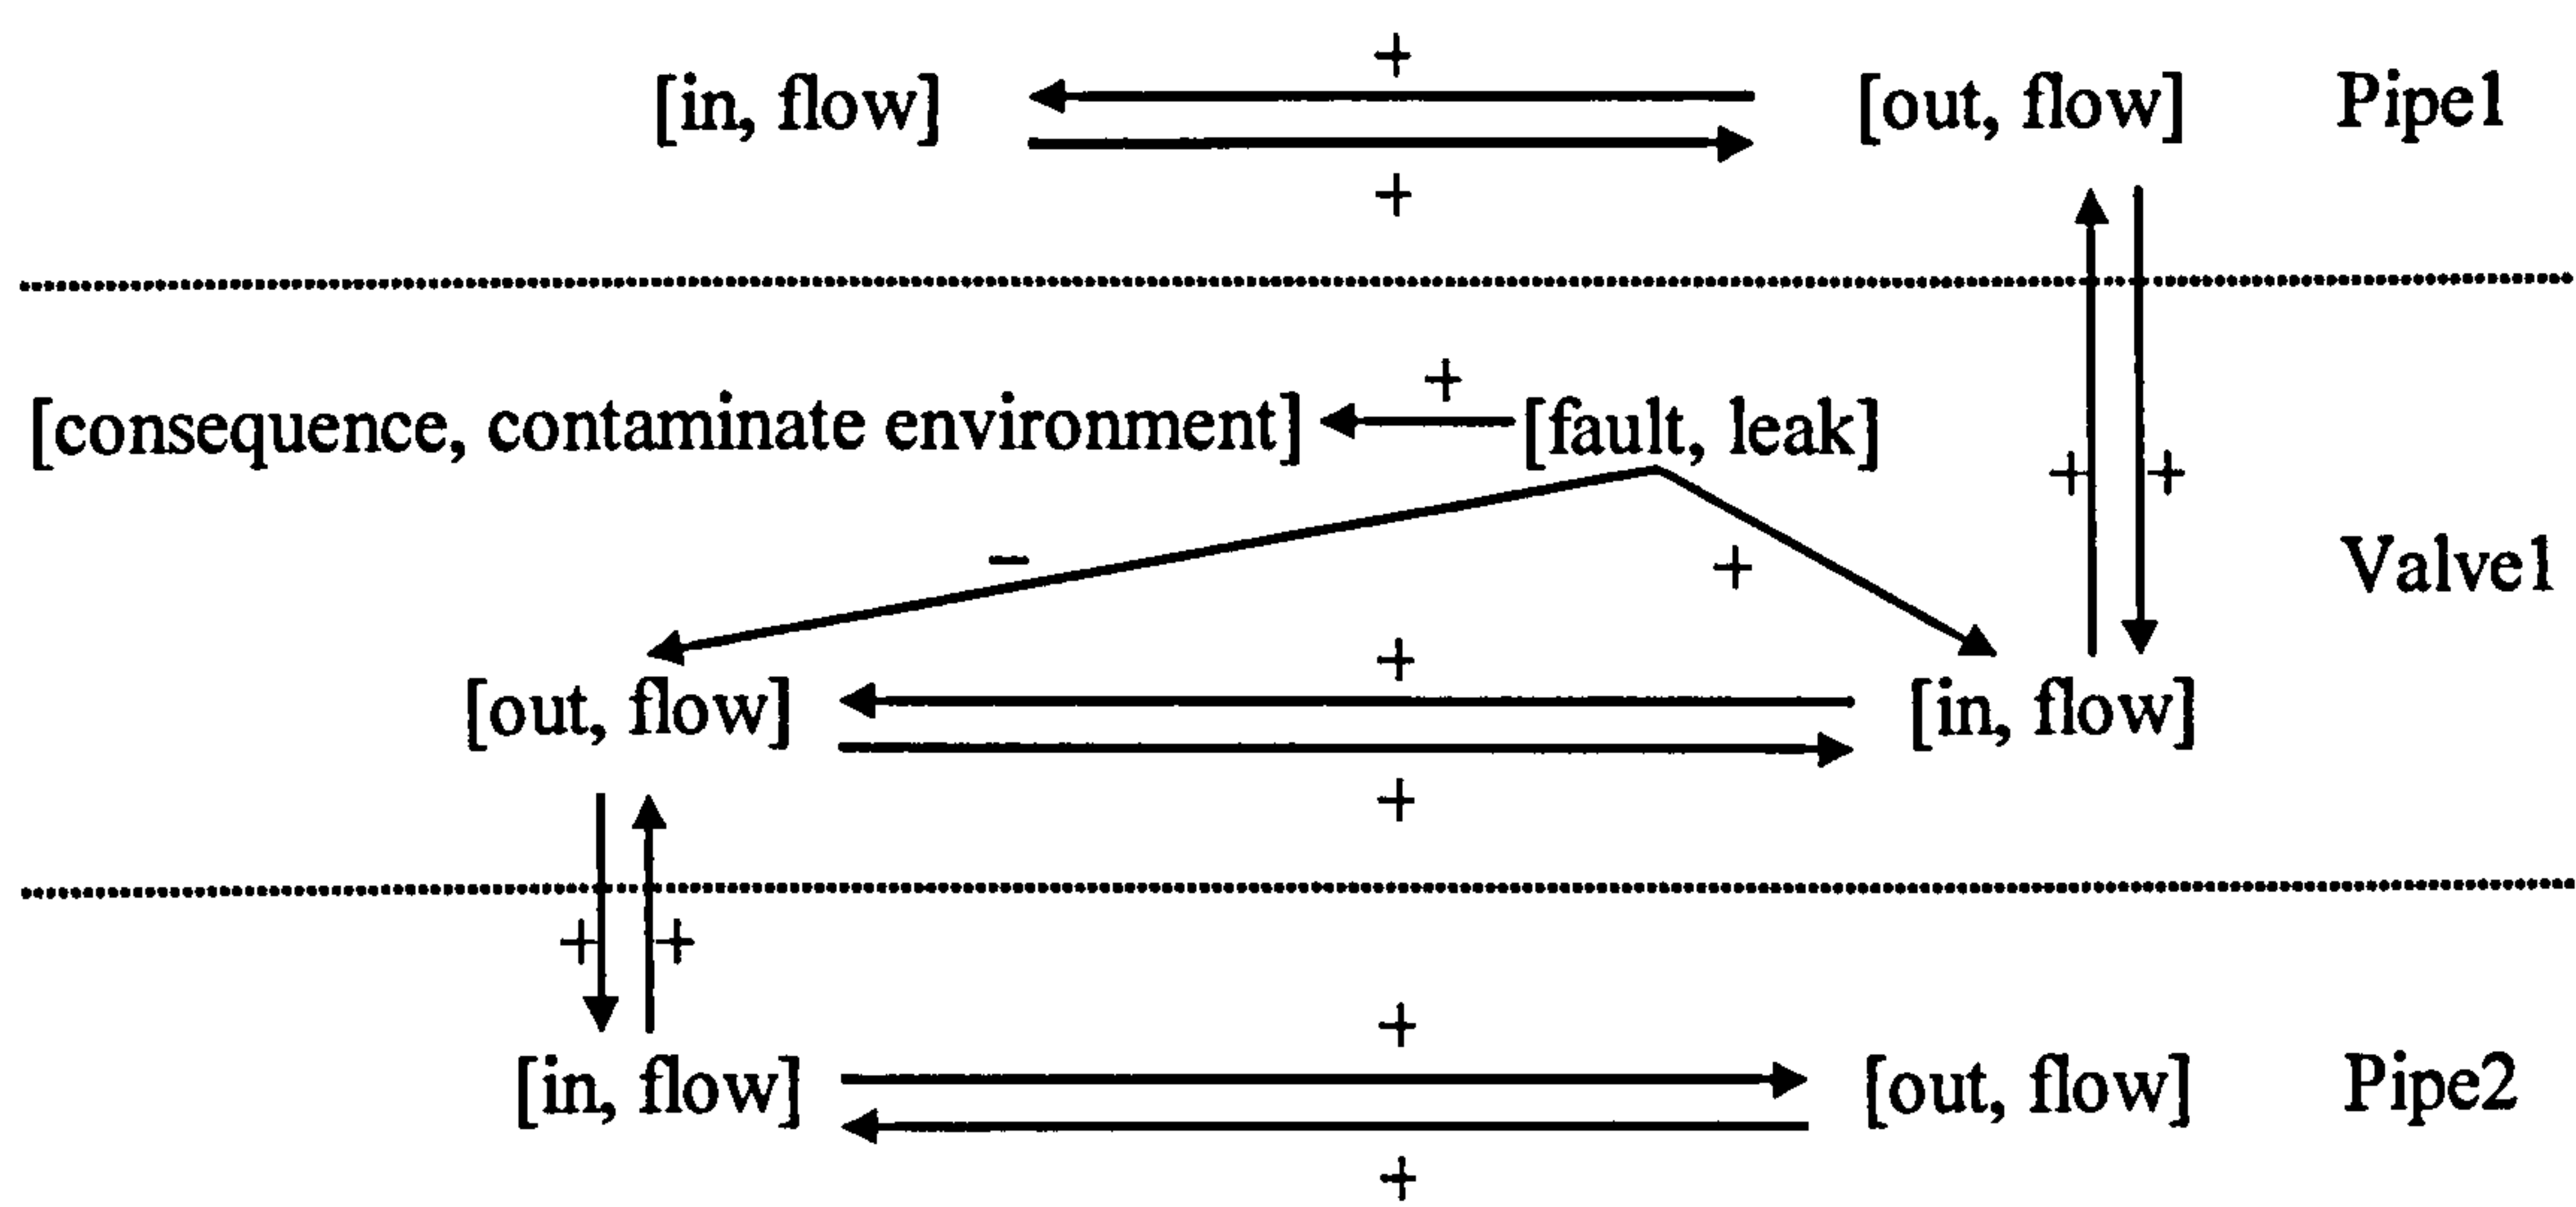 +
[in, flow] [out, flow] Pipe1
+
+
[consequence, contaminate environment] [fault, leak]
+ +
− + Valve1
+
[out, flow] [in, flow]
+
+ +
+
[in, flow] [out, flow] Pipe2
+